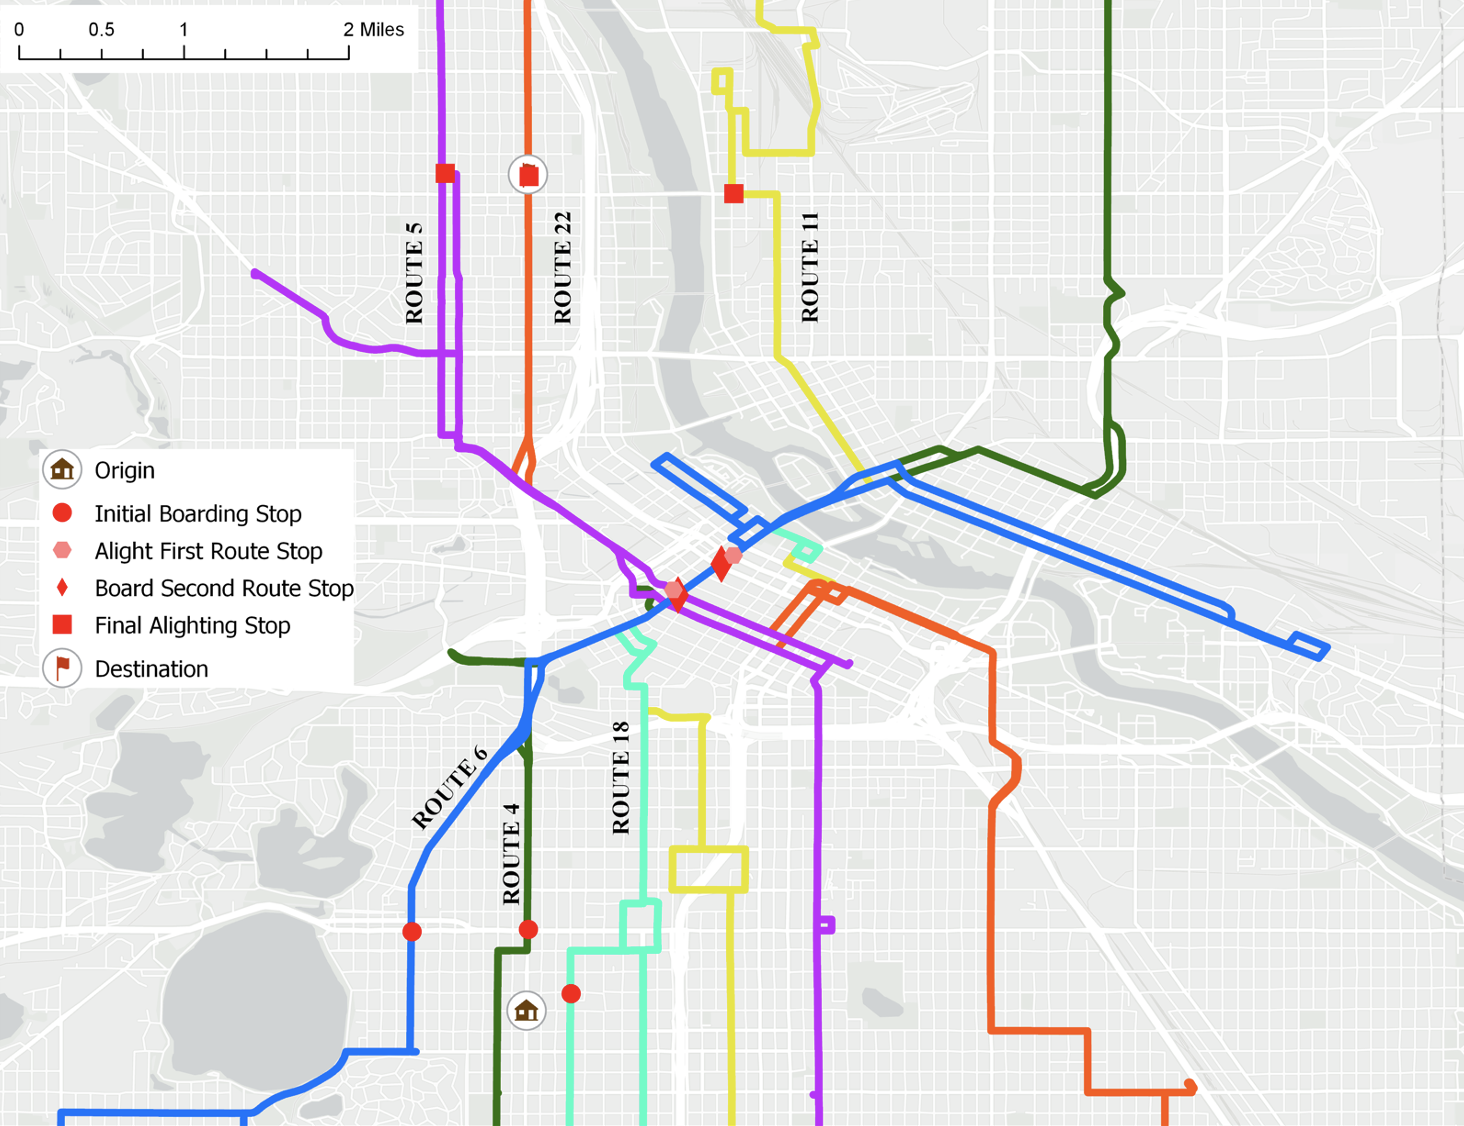 0 0.5 1 2 Miles
ROUTE 5
ROUTE 22
ROUTE 11
Origin
Initial Boarding Stop
Alight First Route Stop
Board Second Route Stop
Final Alighting Stop
Destination
ROUTE 6
ROUTE 4
ROUTE 18